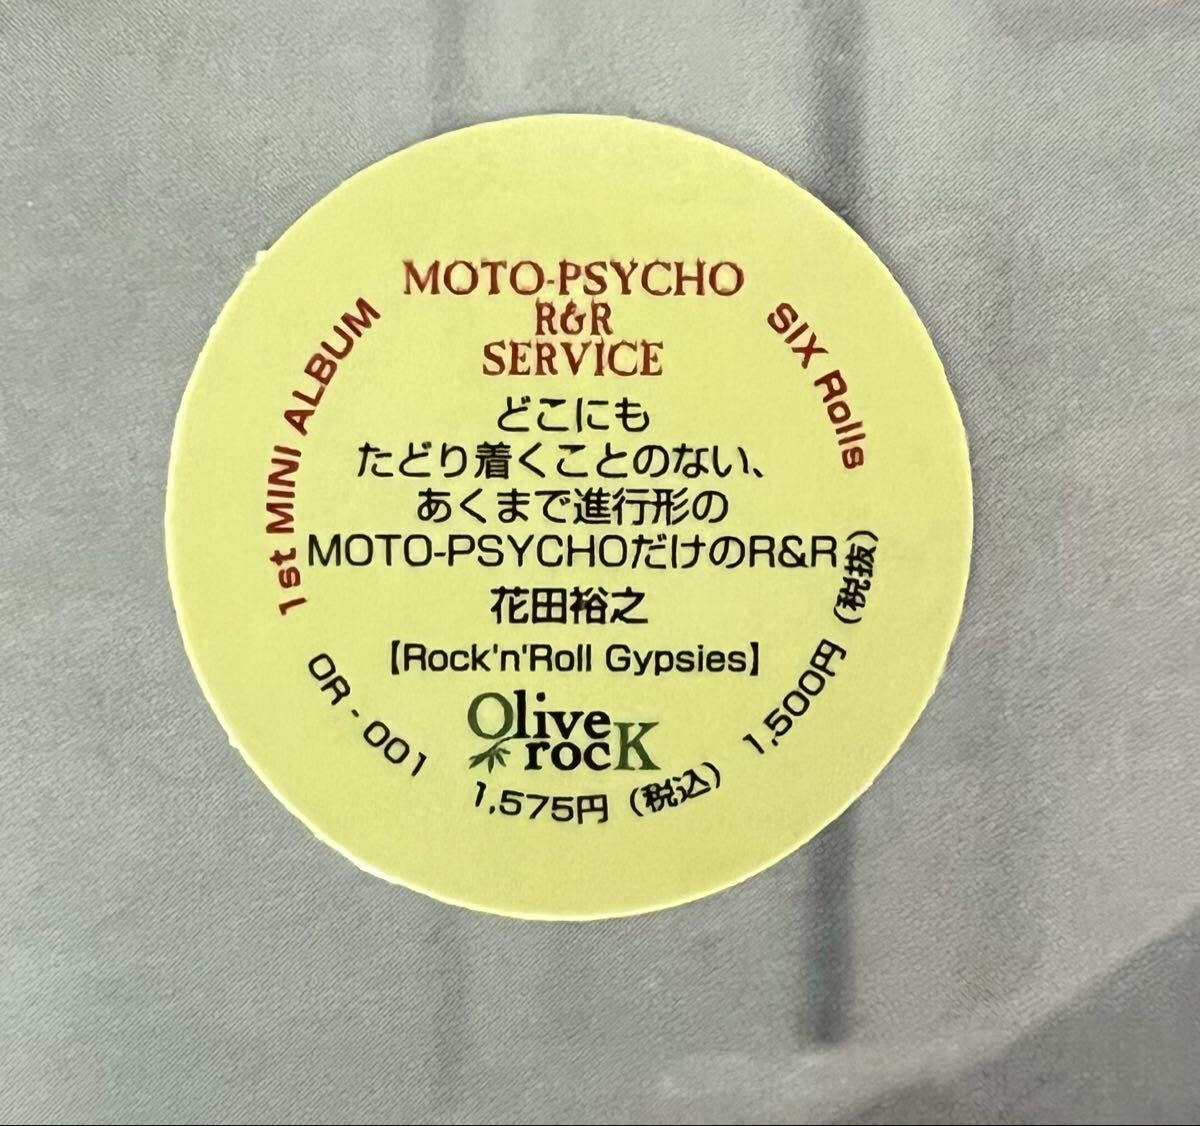 MOTO-PSYCHO
R&R
SERVICE
1st MINI ALBUM
SIX Rolls
どこにも
たどり着くことのない、
あくまで進行形の
MOTO-PSYCHOだけのR&R
花田裕之
【Rock'n'Roll Gypsies】
Olive
rocK
OR-001
1,575円（税込）
1,500円（税抜）